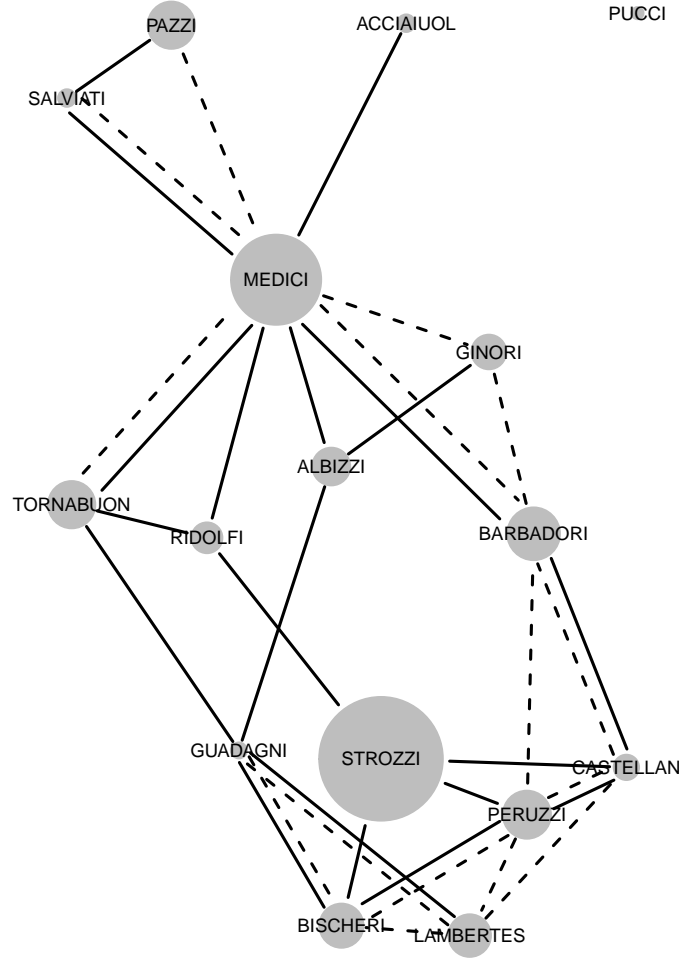 PUCCI
ACCIAIUOL
PAZZI
SALVIATI
MEDICI
GINORI
ALBIZZI
TORNABUON
RIDOLFI
BARBADORI
GUADAGNI
STROZZI
CASTELLAN
PERUZZI
BISCHERI
LAMBERTES